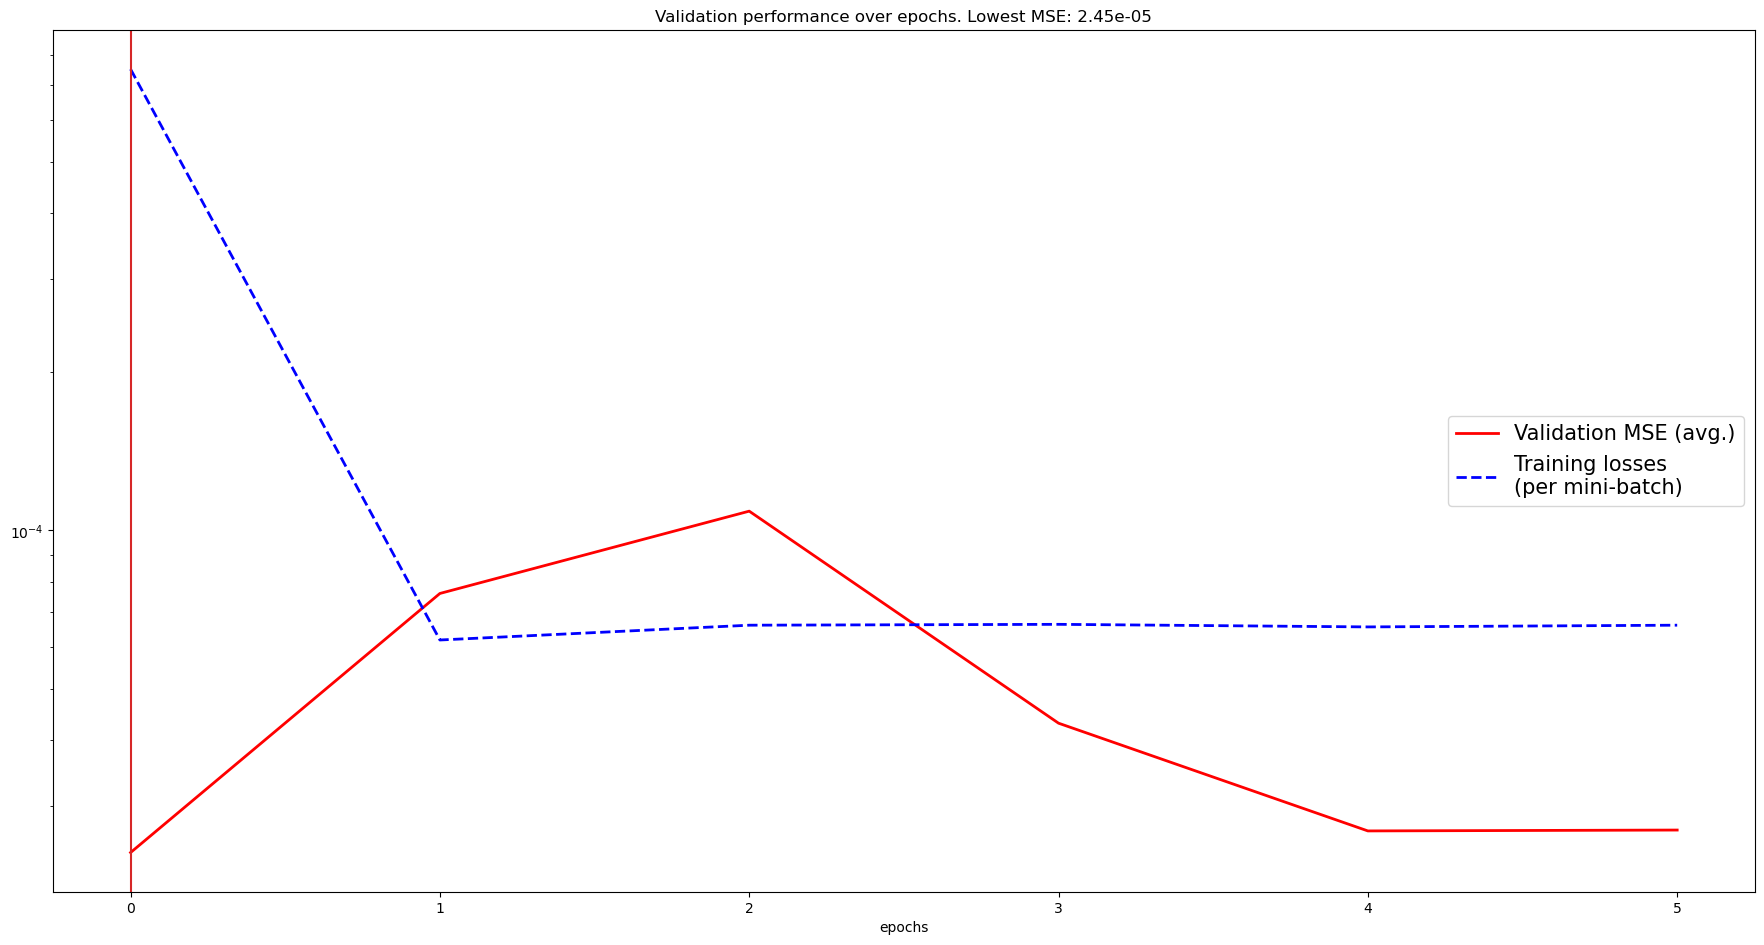 Validation performance over epochs. Lowest MSE: 2.45e-05
10⁻⁴
Validation MSE (avg.)
Training losses
(per mini-batch)
0 1 2 3 4 5
epochs